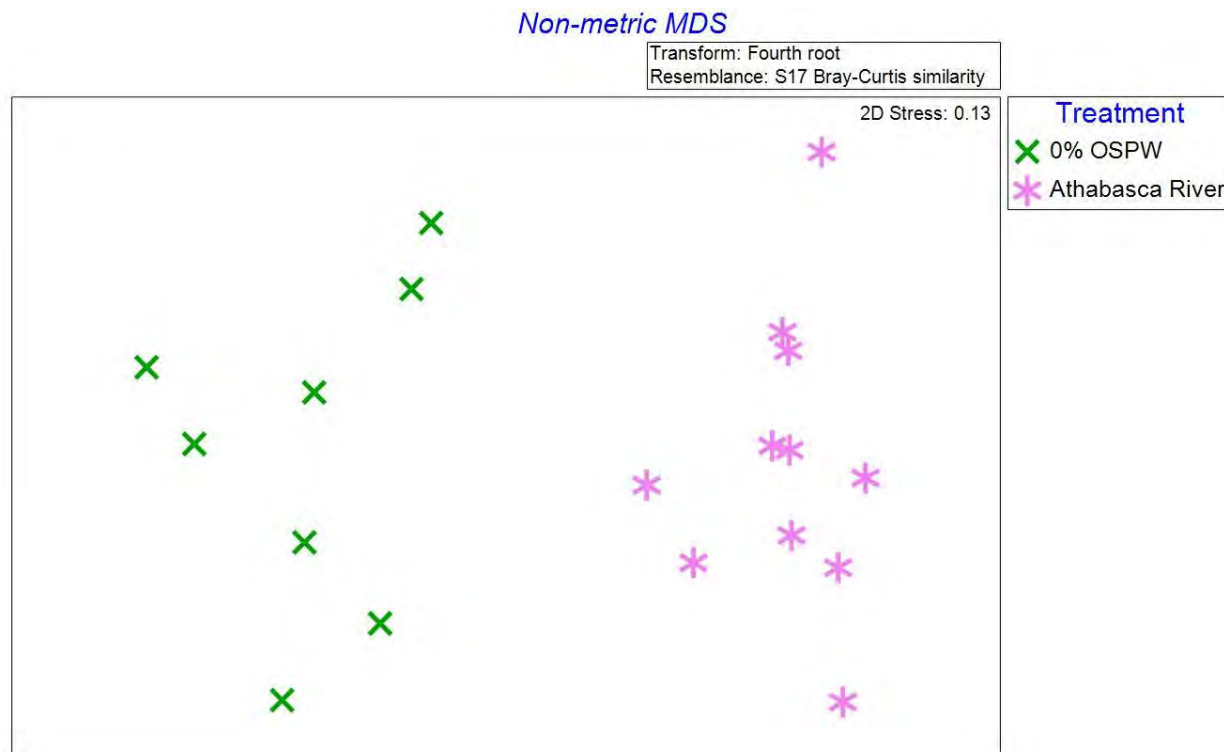 Non-metric MDS
Transform: Fourth root
Resemblance: S17 Bray-Curtis similarity
2D Stress: 0.13
Treatment
0% OSPW
Athabasca River